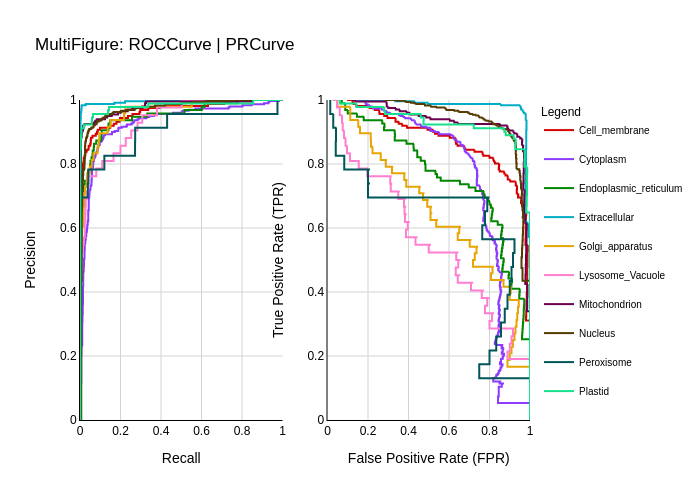 MultiFigure: ROCCurve | PRCurve
Precision
1
0.8
0.6
0.4
0.2
0
0
0.2
0.4
0.6
0.8
1
Recall
True Positive Rate (TPR)
1
0.8
0.6
0.4
0.2
0
0
0.2
0.4
0.6
0.8
1
False Positive Rate (FPR)
Legend
Cell_membrane
Cytoplasm
Endoplasmic_reticulum
Extracellular
Golgi_apparatus
Lysosome_Vacuole
Mitochondrion
Nucleus
Peroxisome
Plastid